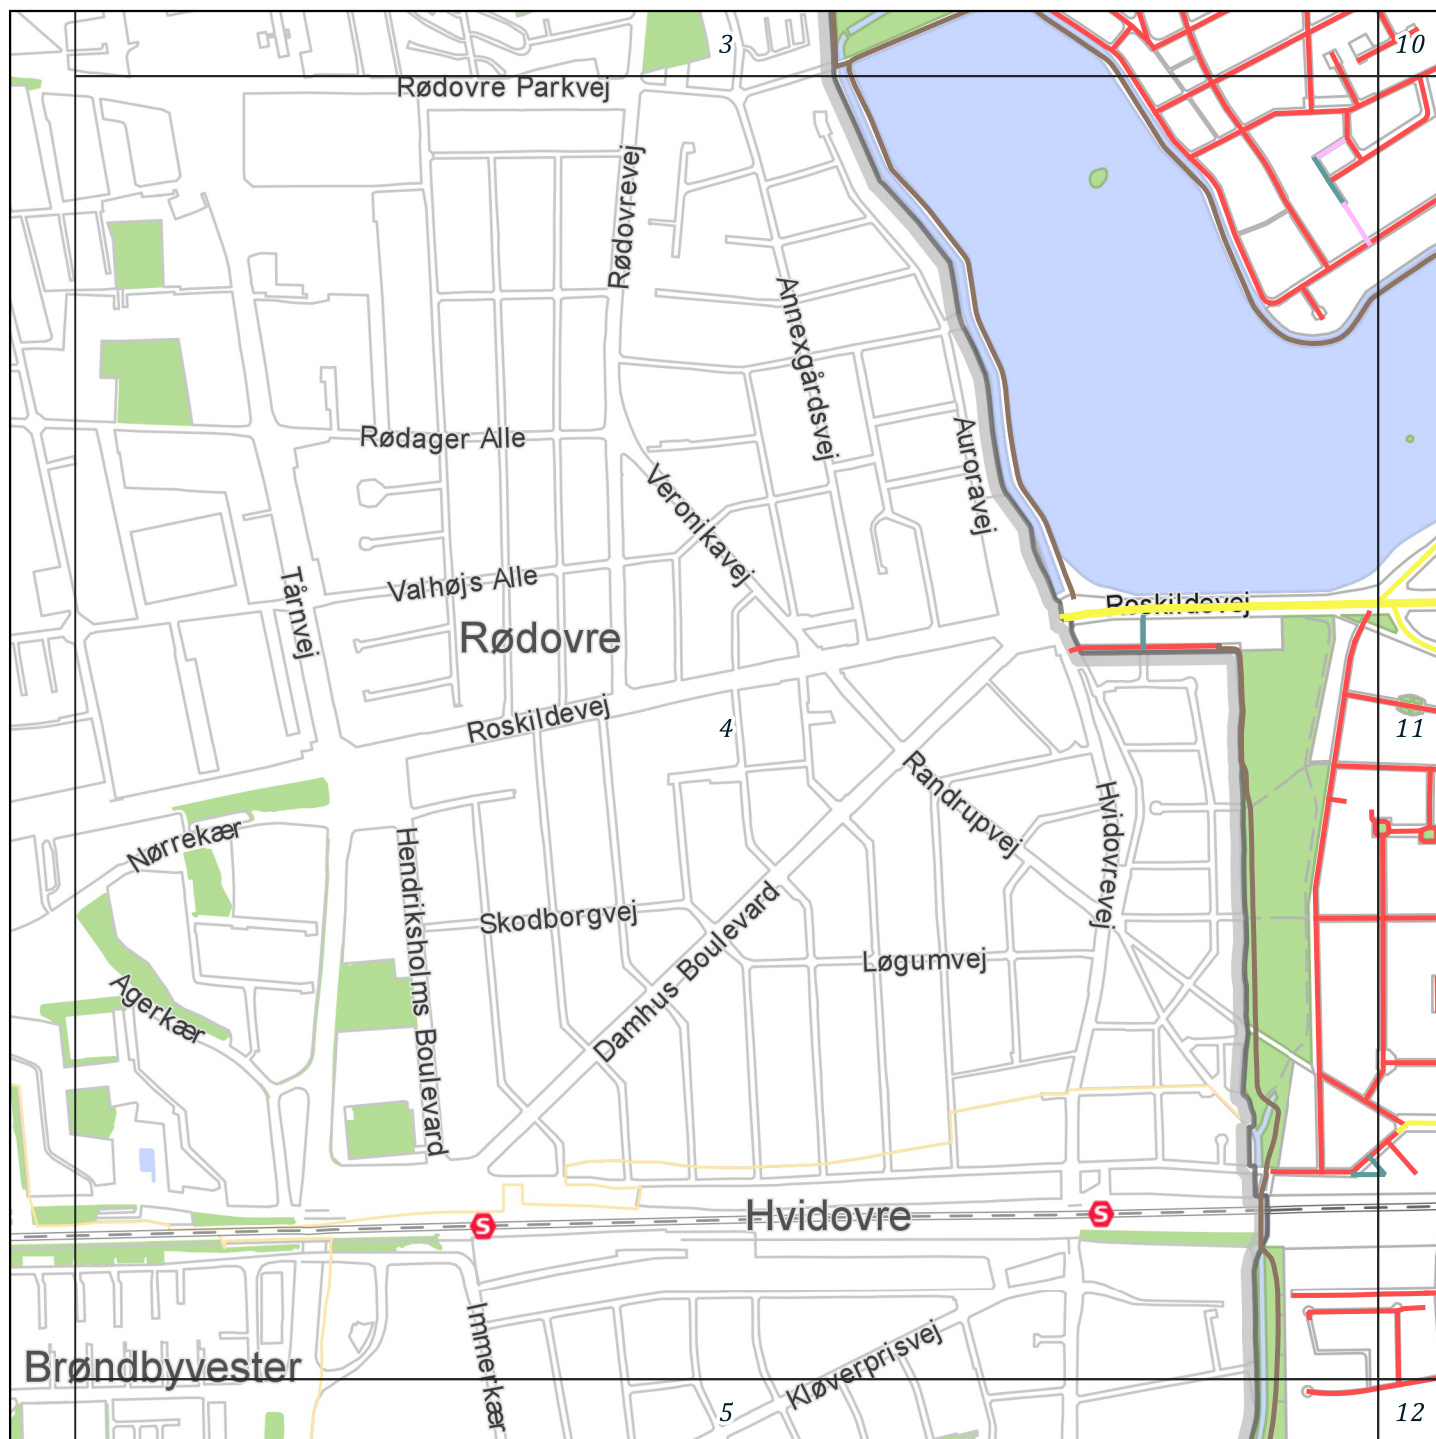 3
10
Rødovre Parkvej
Rødovrevej
Annexgårdsvej
Auroravej
Rødager Alle
Veronikavej
Valhøjs Alle
Tårnvej
Rødovre
Roskildevej
Roskildevej
4
11
Randrupvej
Hvidovrevej
Nørrekær
Hendriksholms Boulevard
Skodborgvej
Damhus Boulevard
Løgumvej
Agerkær
Hvidovre
S
S
Immerkær
Kløverprisvej
Brøndbyvester
5
12